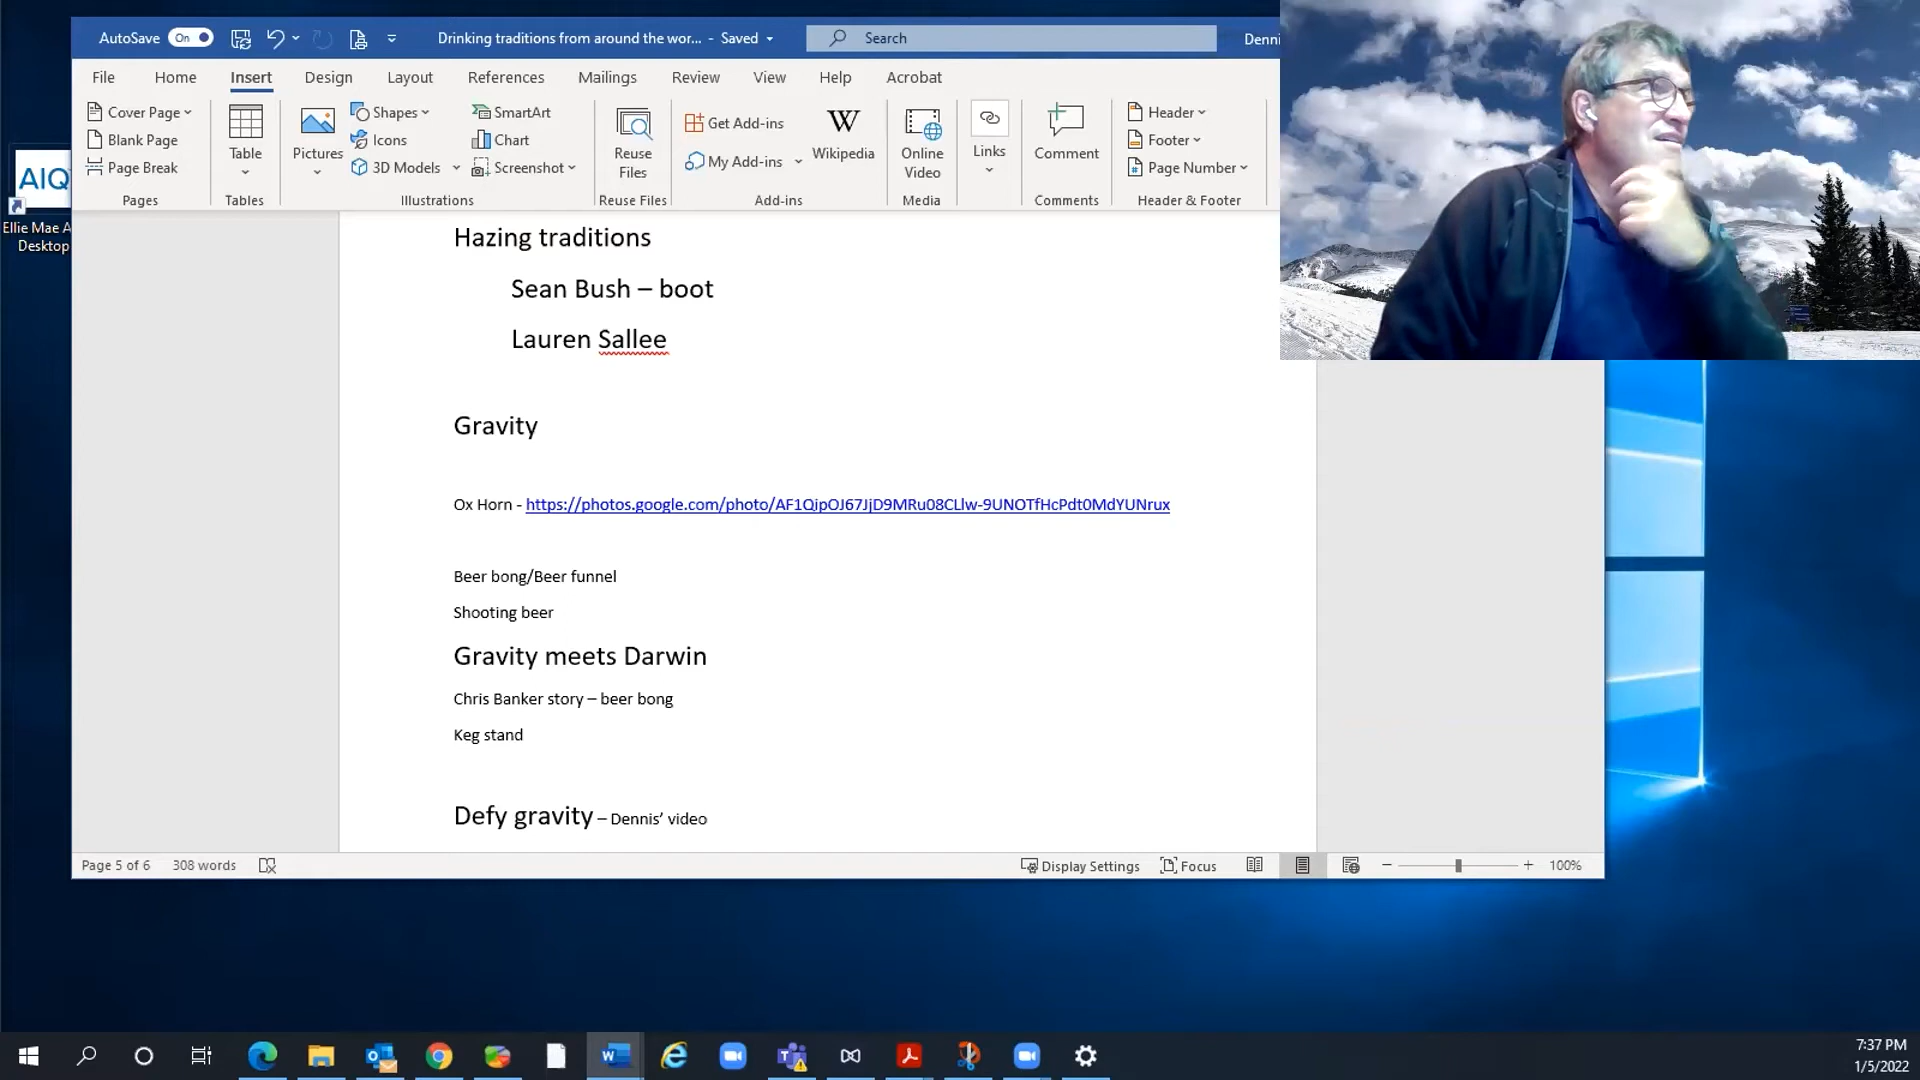 AutoSave On Drinking traditions from around the wor... - Saved Search Denni
File Home Insert Design Layout References Mailings Review View Help Acrobat
Cover Page
Blank Page
Page Break
Pages
Table
Tables
Pictures
Shapes
Icons
3D Models
SmartArt
Chart
Screenshot
Illustrations
Reuse
Files
Reuse Files
Get Add-ins
My Add-ins
Wikipedia
Add-ins
Online
Video
Media
Links
Comment
Comments
Header
Footer
Page Number
Header & Footer
AIQ
Ellie Mae A
Desktop
Hazing traditions
Sean Bush – boot
Lauren Sallee
Gravity
Ox Horn - https://photos.google.com/photo/AF1QipOJ67JjD9MRu08CLlw-9UNOTfHcPdt0MdYUNrux
Beer bong/Beer funnel
Shooting beer
Gravity meets Darwin
Chris Banker story – beer bong
Keg stand
Defy gravity – Dennis’ video
Page 5 of 6 308 words Display Settings Focus 100%
7:37 PM
1/5/2022